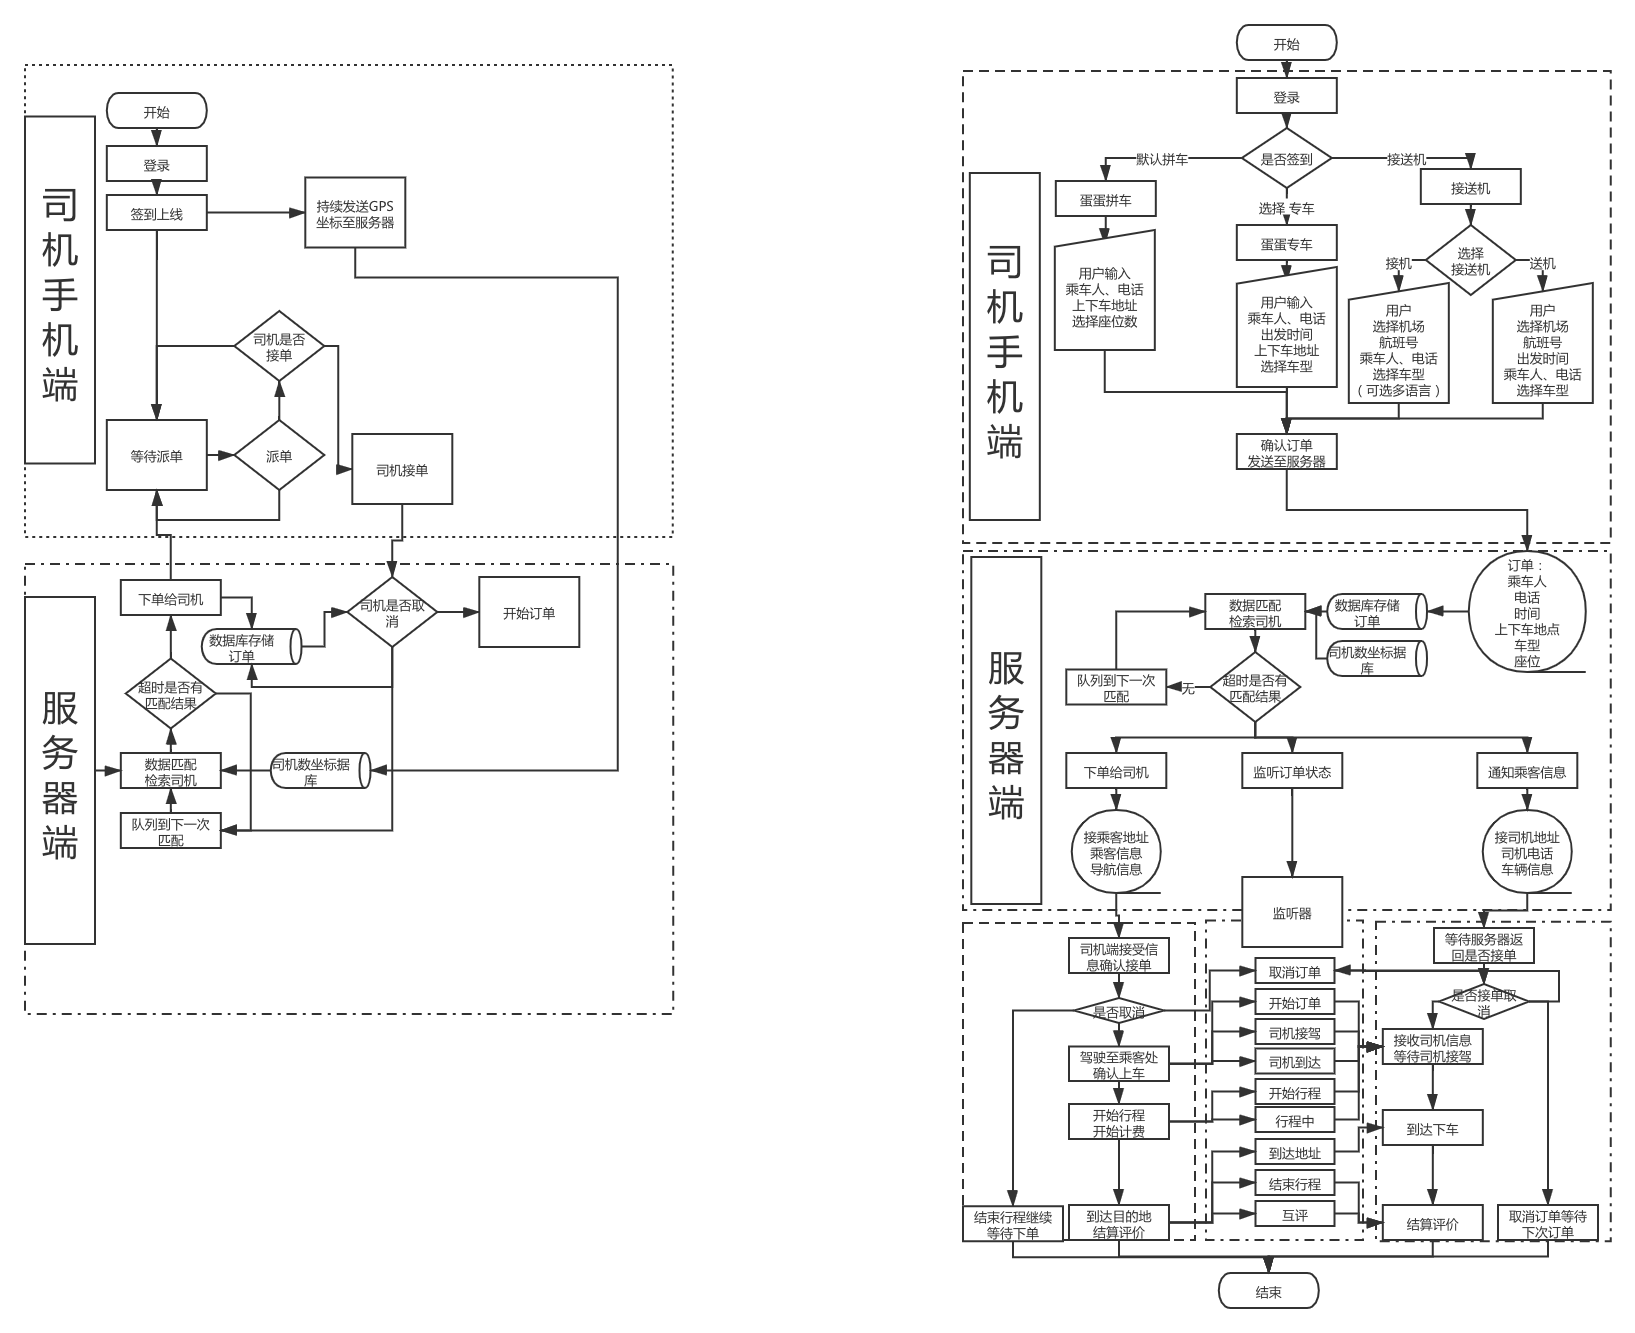 开始
登录
签到上线
持续发送GPS
坐标至服务器
司机手机端
司机是否
接单
等待派单
派单
司机接单
下单给司机
司机是否取
消
开始订单
数据库存储
订单
超时是否有
匹配结果
服务器端
数据匹配
检索司机
司机数坐标据
库
队列到下一次
匹配
开始
登录
默认拼车
是否签到
接送机
蛋蛋拼车
选择 专车
接送机
蛋蛋专车
选择
接送机
接机
送机
司机手机端
用户输入
乘车人、电话
上下车地址
选择座位数
用户输入
乘车人、电话
出发时间
上下车地址
选择车型
用户
选择机场
航班号
乘车人、电话
选择车型
（可选多语言）
用户
选择机场
航班号
出发时间
乘车人、电话
选择车型
确认订单
发送至服务器
订单：
乘车人
电话
时间
上下车地点
车型
座位
数据匹配
检索司机
数据库存储
订单
司机数坐标据
库
队列到下一次
匹配
无
超时是否有
匹配结果
服务器端
下单给司机
监听订单状态
通知乘客信息
接乘客地址
乘客信息
导航信息
接司机地址
司机电话
车辆信息
监听器
司机端接受信
息确认接单
等待服务器返
回是否接单
取消订单
是否取消
开始订单
是否接单取
消
司机接驾
驾驶至乘客处
确认上车
司机到达
接收司机信息
等待司机接驾
开始行程
开始行程
开始计费
行程中
到达下车
到达地址
结束行程
互评
结束行程继续
等待下单
到达目的地
结算评价
结算评价
取消订单等待
下次订单
结束